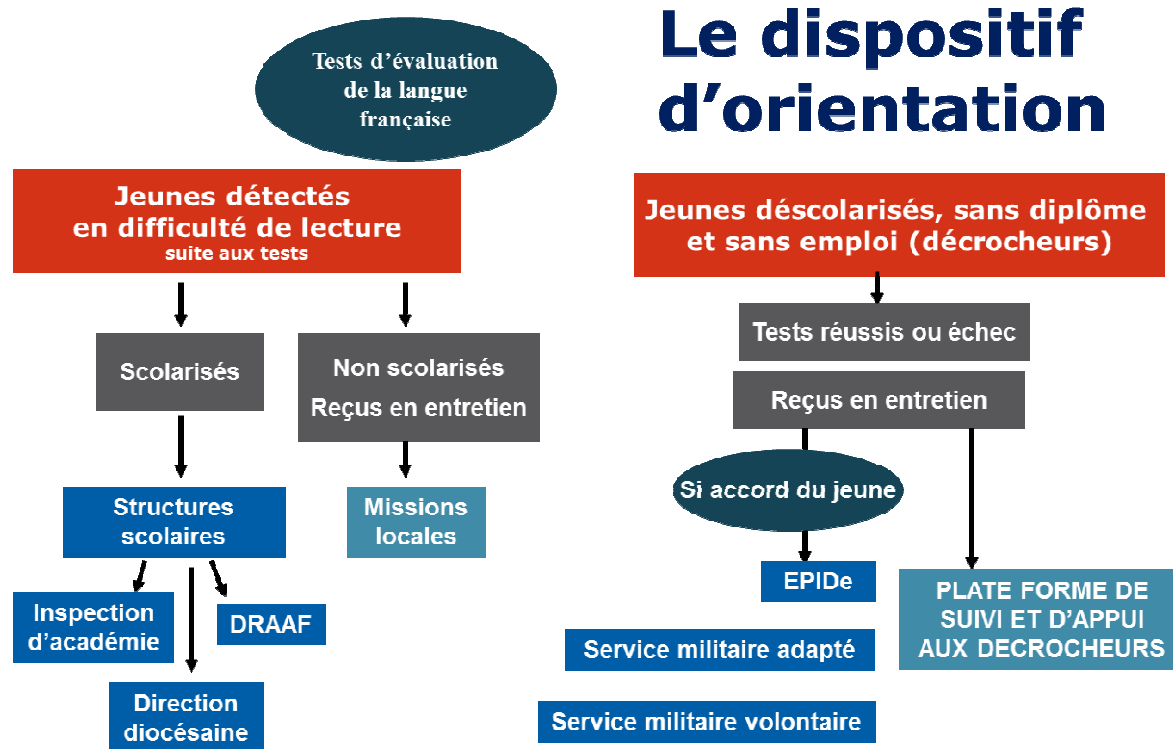 Le dispositif
d'orientation
Tests d'évaluation
de la langue
française
Jeunes détectés
en difficulté de lecture
suite aux tests
Scolarisés
Non scolarisés
Reçus en entretien
Structures
scolaires
Missions
locales
Inspection
d'académie
DRAAF
Direction
diocésaine
Jeunes déscolarisés, sans diplôme
et sans emploi (décrocheurs)
Tests réussis ou échec
Reçus en entretien
Si accord du jeune
EPIDe
Service militaire adapté
Service militaire volontaire
PLATE FORME DE
SUIVI ET D'APPUI
AUX DECROCHEURS